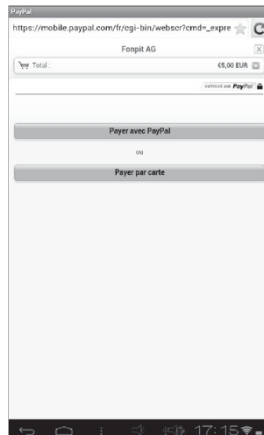 PayPal
https://mobile.paypal.com/fr/cgi-bin/webscr?cmd=_expre
Fonpit AG
Total : €5,00 EUR
PayPal
Payer avec PayPal
ou
Payer par carte
17:15